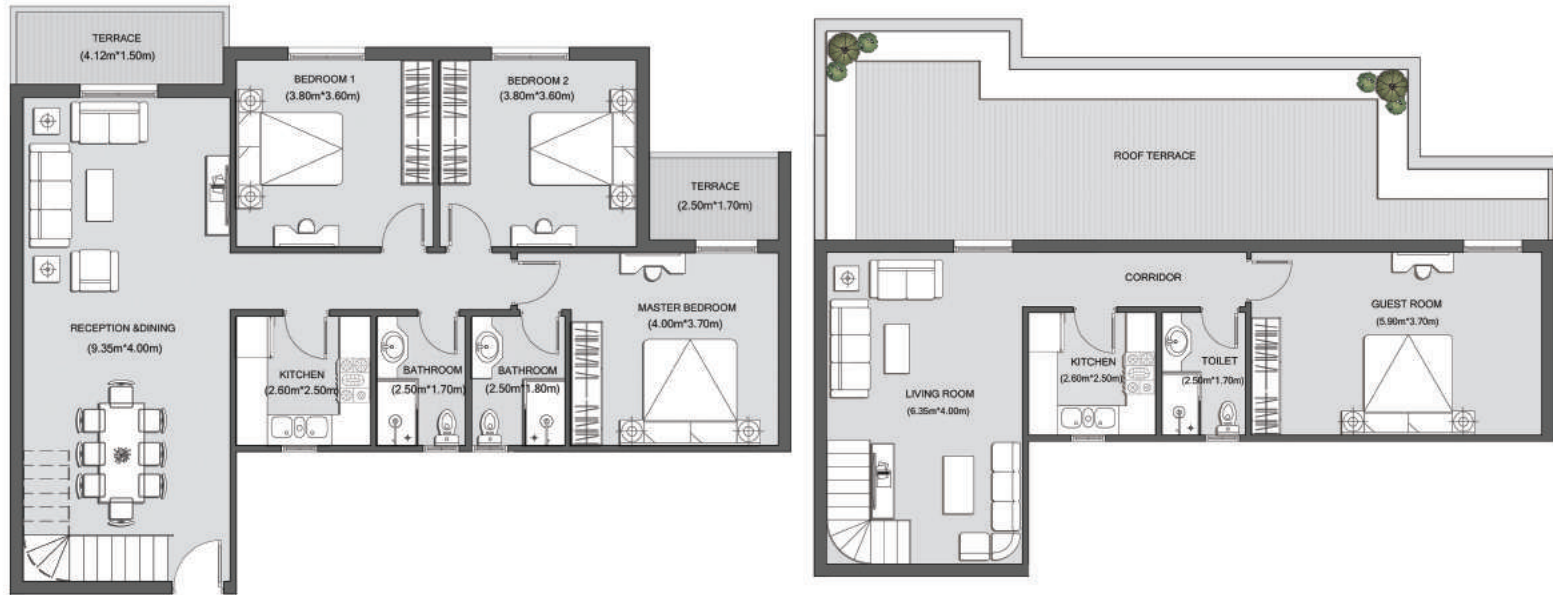 TERRACE
(4.12m*1.50m)
BEDROOM 1
(3.80m*3.60m)
BEDROOM 2
(3.80m*3.60m)
TERRACE
(2.50m*1.70m)
RECEPTION &DINING
(9.35m*4.00m)
MASTER BEDROOM
(4.00m*3.70m)
KITCHEN
(2.60m*2.50m)
BATHROOM
(2.50m*1.70m)
BATHROOM
(2.50m*1.80m)
ROOF TERRACE
CORRIDOR
GUEST ROOM
(5.90m*3.70m)
KITCHEN
(2.60m*2.50m)
TOILET
(2.50m*1.70m)
LIVING ROOM
(6.35m*4.00m)